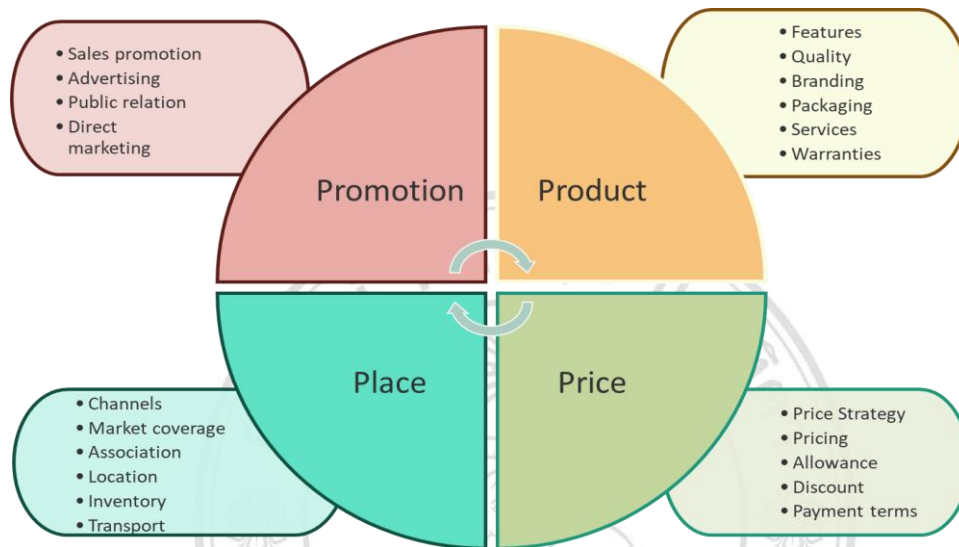 • Sales promotion
• Advertising
• Public relation
• Direct
marketing
• Features
• Quality
• Branding
• Packaging
• Services
• Warranties
Promotion
Product
Place
Price
• Channels
• Market coverage
• Association
• Location
• Inventory
• Transport
• Price Strategy
• Pricing
• Allowance
• Discount
• Payment terms